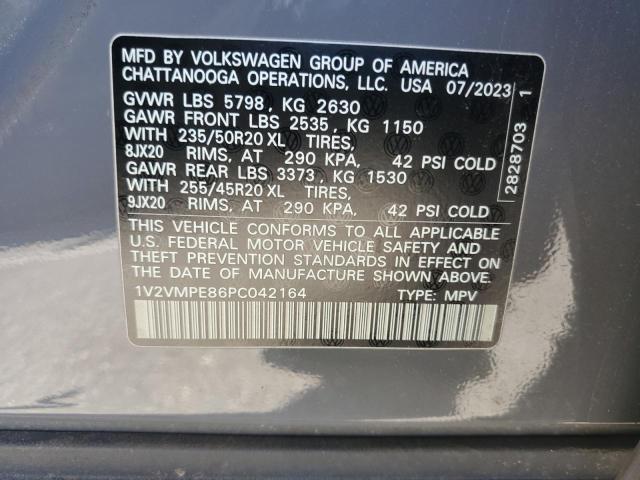 MFD BY VOLKSWAGEN GROUP OF AMERICA
CHATTANOOGA OPERATIONS, LLC. USA 07/2023
GVWR LBS 5798, KG 2630
GAWR FRONT LBS 2535, KG 1150
WITH 235/50R20 XL TIRES,
8JX20 RIMS, AT 290 KPA, 42 PSI COLD
GAWR REAR LBS 3373, KG 1530
WITH 255/45R20 XL TIRES,
9JX20 RIMS, AT 290 KPA, 42 PSI COLD
THIS VEHICLE CONFORMS TO ALL APPLICABLE
U.S. FEDERAL MOTOR VEHICLE SAFETY AND
THEFT PREVENTION STANDARDS IN EFFECT ON
THE DATE OF MANUFACTURE SHOWN ABOVE.
1V2VMPE86PC042164 TYPE: MPV
2828703 1